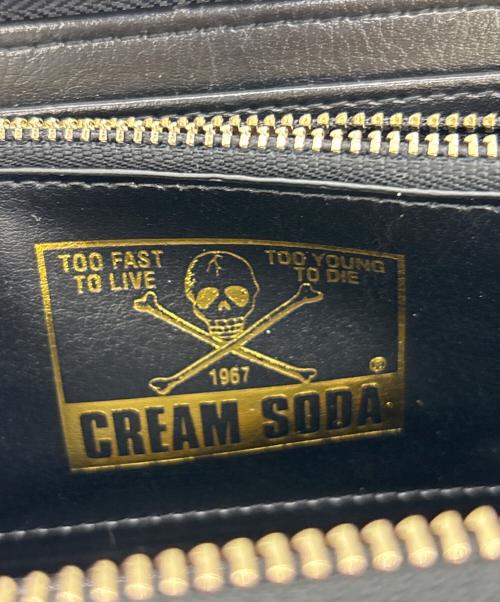 TOO FAST
TO LIVE
TOO YOUNG
TO DIE
1967
®
CREAM SODA